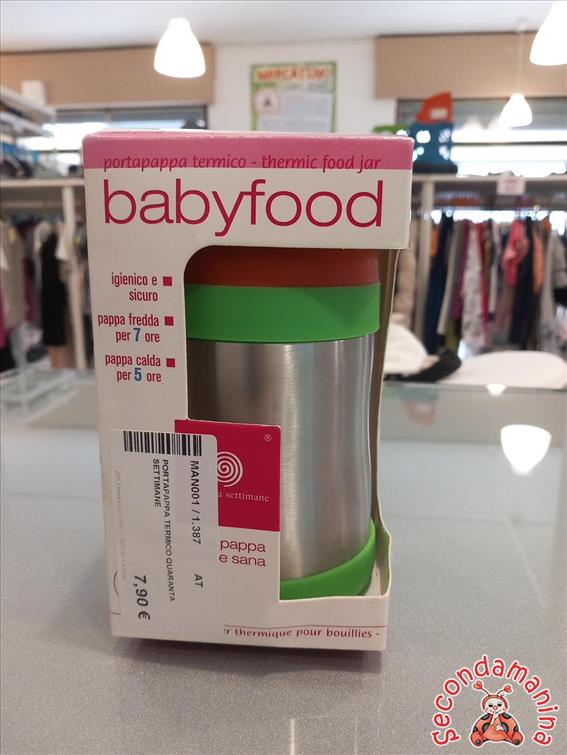 MERCATINO
portapappa termico - thermic food jar
babyfood
igienico e
sicuro
pappa fredda
per 7 ore
pappa calda
per 5 ore
®
a settimane
pappa
e sana
MAN001 / 1.387 AT
PORTAPAPPA TERMICO QUARANTA
SETTIMANE
7,90 €
r thermique pour bouillies -
Secondamanina